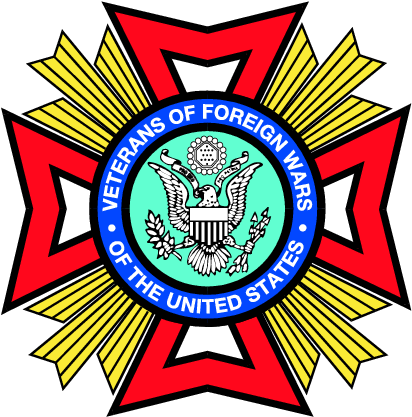 VETERANS OF FOREIGN WARS
OF THE UNITED STATES